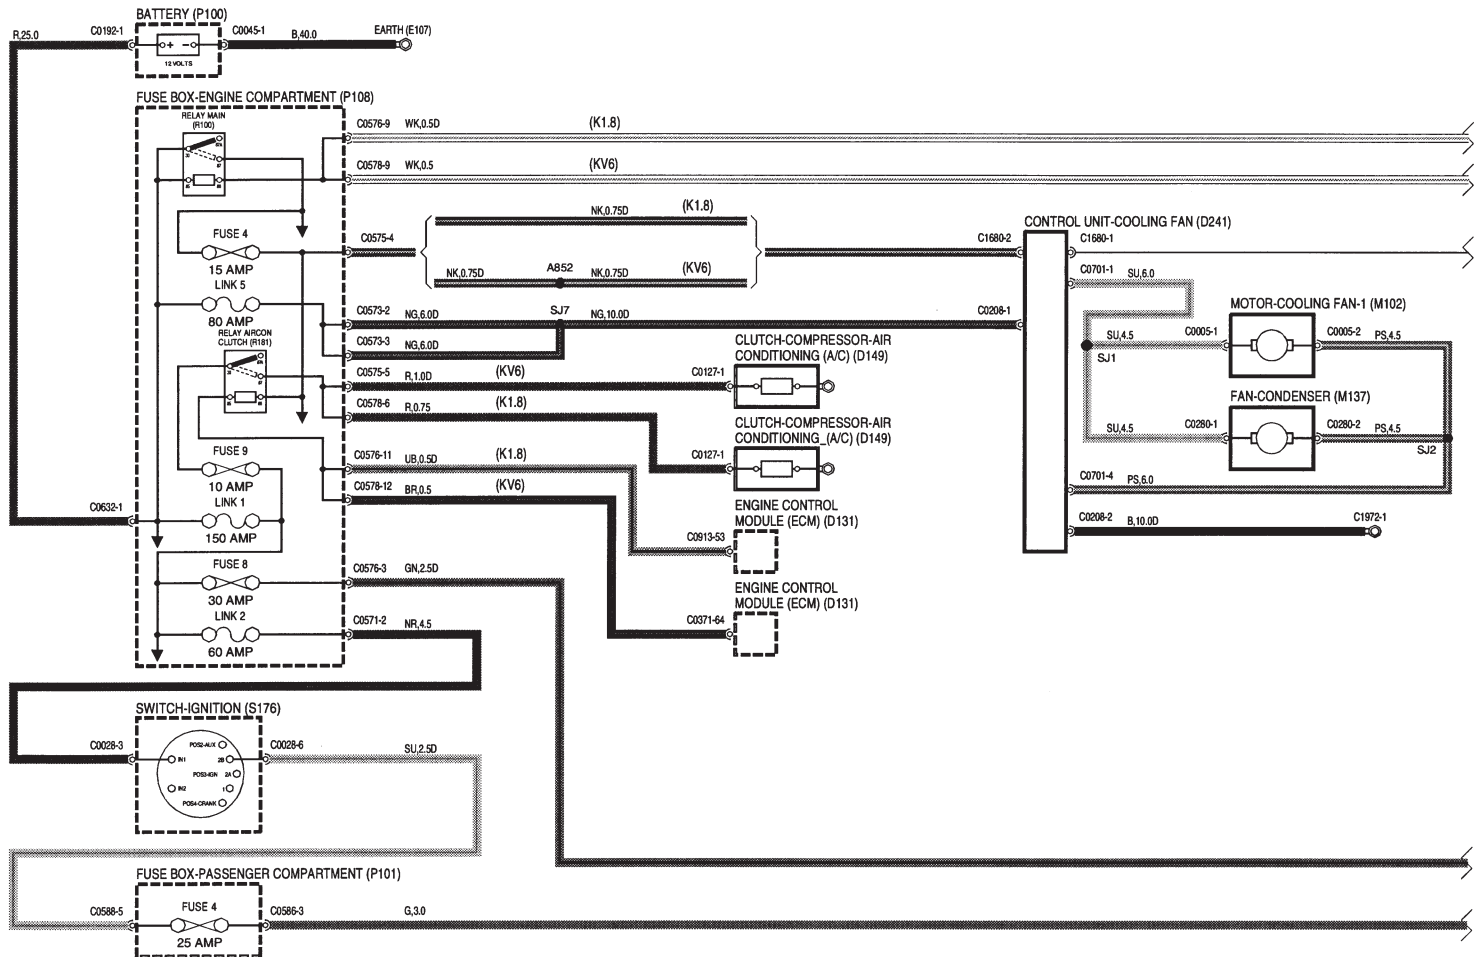 BATTERY (P100)
R,25.0
C0192-1
C0045-1
B,40.0
EARTH (E107)
+ −
12 VOLTS
FUSE BOX-ENGINE COMPARTMENT (P108)
RELAY MAIN
(R100)
C0576-9 WK,0.5D (K1.8)
C0578-9 WK,0.5 (KV6)
FUSE 4
15 AMP
C0575-4
NK,0.75D (K1.8)
NK,0.75D A852 NK,0.75D (KV6)
C1680-2
CONTROL UNIT-COOLING FAN (D241)
C1680-1
LINK 5
80 AMP
C0573-2 NG,6.0D SJ7 NG,10.0D C0208-1
C0573-3 NG,6.0D
C0701-1 SU,6.0
MOTOR-COOLING FAN-1 (M102)
SU,4.5 C0005-1 C0005-2 PS,4.5
SJ1
RELAY AIRCON
CLUTCH (R181)
C0575-5 R,1.0D (KV6)
CLUTCH-COMPRESSOR-AIR
CONDITIONING (A/C) (D149)
C0127-1
C0578-6 R,0.75 (K1.8)
CLUTCH-COMPRESSOR-AIR
CONDITIONING_(A/C) (D149)
C0127-1
FAN-CONDENSER (M137)
SU,4.5 C0280-1 C0280-2 PS,4.5
SJ2
FUSE 9
10 AMP
C0576-11 UB,0.5D (K1.8)
C0578-12 BR,0.5 (KV6)
C0701-4 PS,6.0
LINK 1
150 AMP
C0632-1
ENGINE CONTROL
MODULE (ECM) (D131)
C0913-53
C0208-2 B,10.0D C1972-1
FUSE 8
30 AMP
C0576-3 GN,2.5D
ENGINE CONTROL
MODULE (ECM) (D131)
C0371-64
LINK 2
60 AMP
C0571-2 NR,4.5
SWITCH-IGNITION (S176)
C0028-3
POS2-AUX
IN1 2B
POS3-IGN 2A
IN2 1
POS4-CRANK
C0028-6
SU,2.5D
FUSE BOX-PASSENGER COMPARTMENT (P101)
C0588-5
FUSE 4
25 AMP
C0586-3
G,3.0